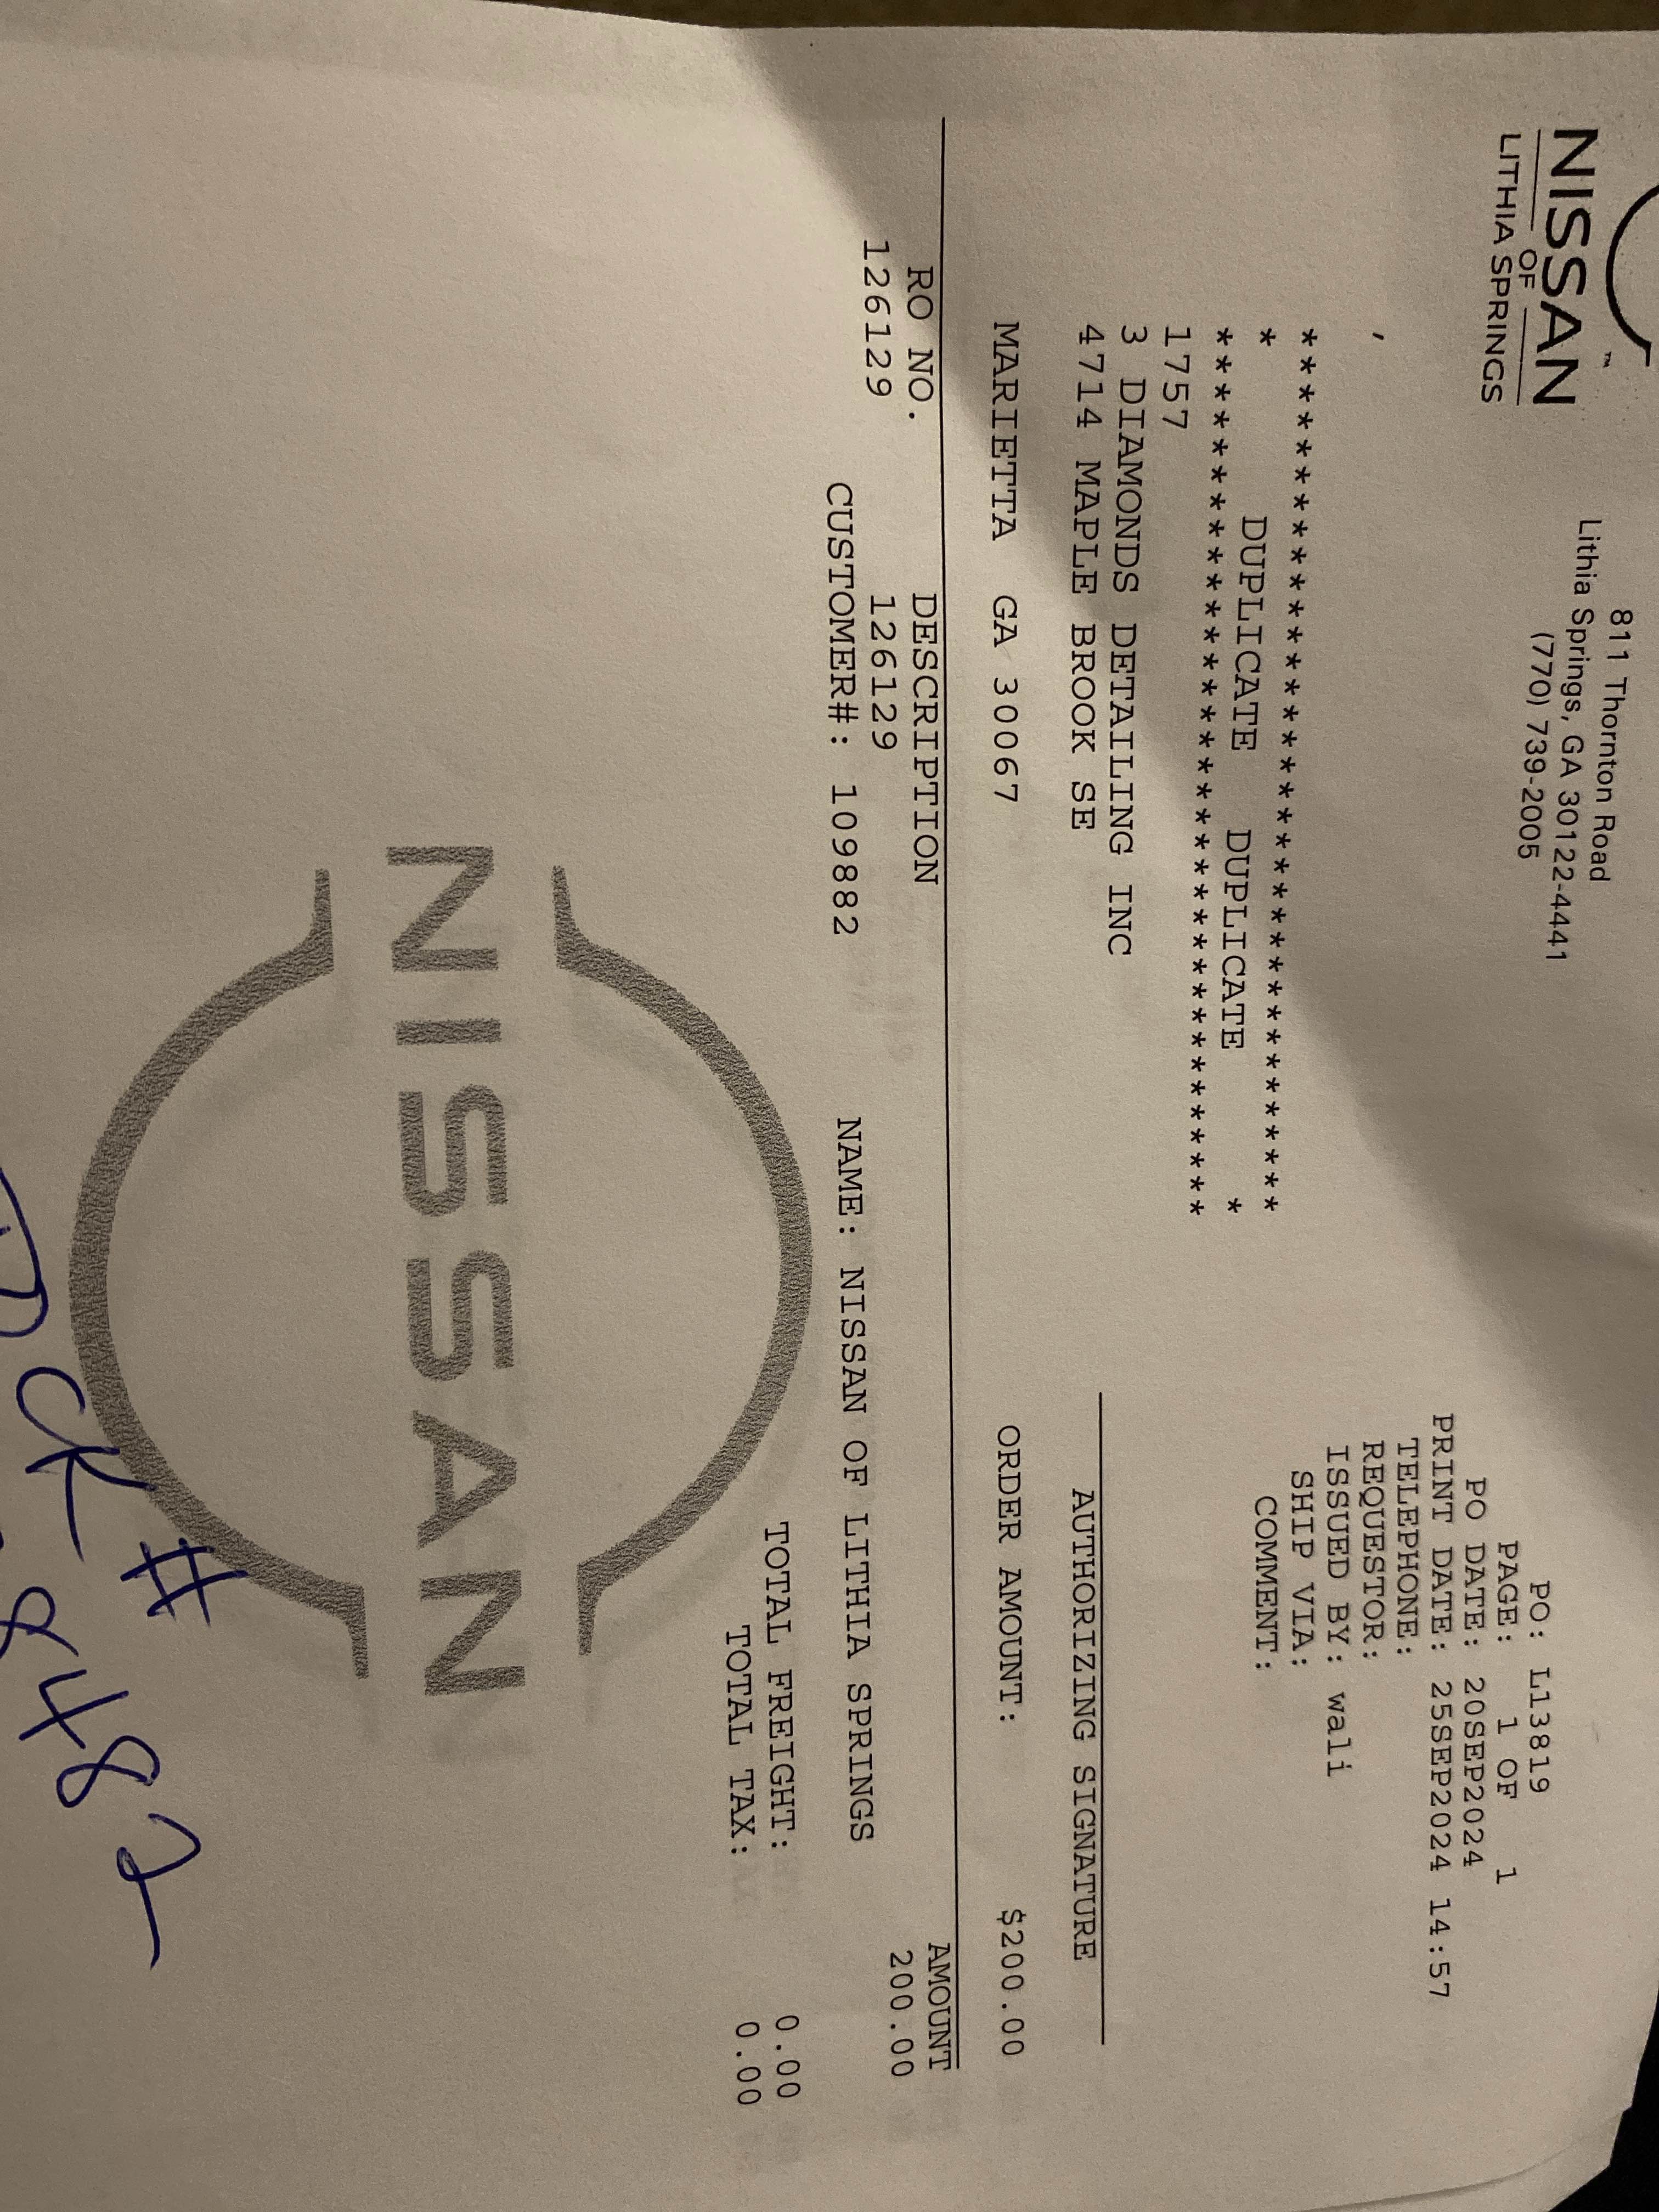 NISSAN
OF
LITHIA SPRINGS
811 Thornton Road
Lithia Springs, GA 30122-4441
(770) 739-2005
PO: L13819
PAGE: 1 OF 1
PO DATE: 20SEP2024
PRINT DATE: 25SEP2024 14:57
TELEPHONE:
REQUESTOR:
ISSUED BY: wali
SHIP VIA:
COMMENT:
,
*********************************
* DUPLICATE DUPLICATE *
*********************************
1757
3 DIAMONDS DETAILING INC
4714 MAPLE BROOK SE
MARIETTA GA 30067
AUTHORIZING SIGNATURE
ORDER AMOUNT: $200.00
RO NO. DESCRIPTION AMOUNT
126129 126129 200.00
CUSTOMER#: 109882 NAME: NISSAN OF LITHIA SPRINGS
TOTAL FREIGHT: 0.00
TOTAL TAX: 0.00
NISSAN
CK #